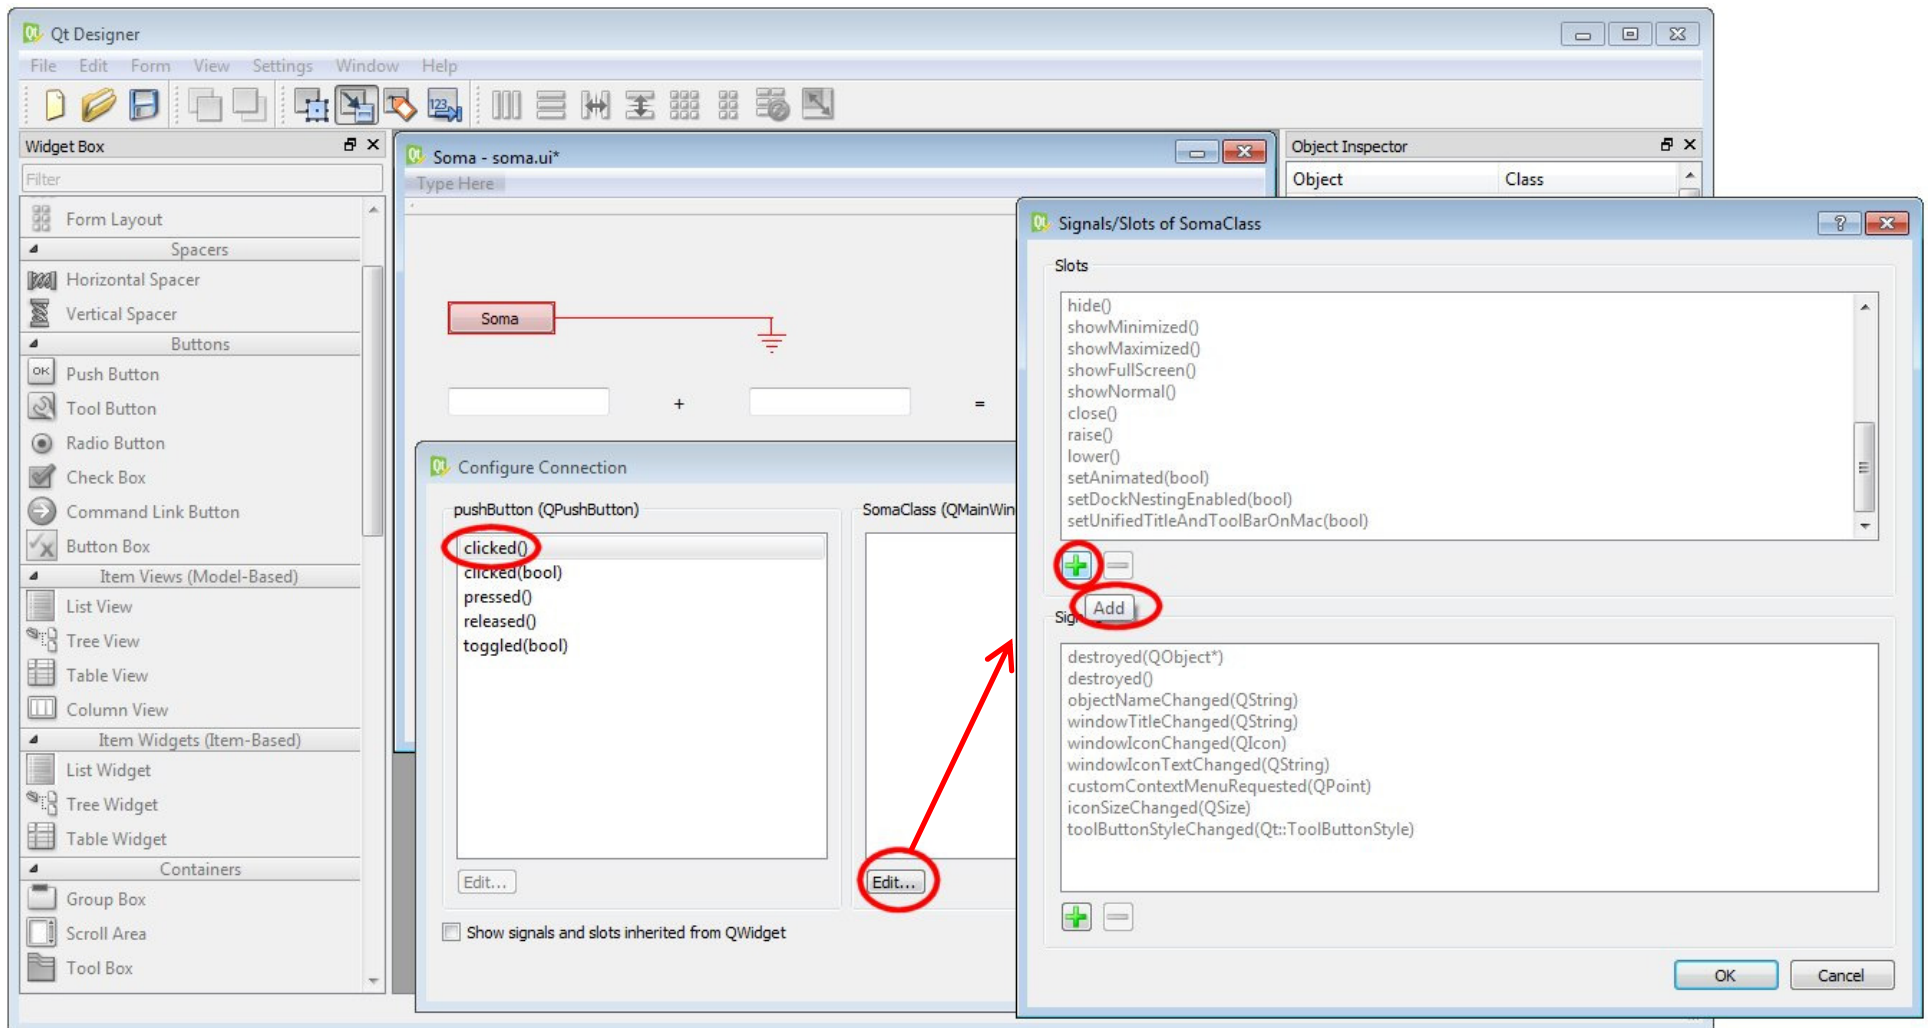 Qt Designer
File Edit Form View Settings Window Help
Widget Box
Filter
Form Layout
Spacers
Horizontal Spacer
Vertical Spacer
Buttons
OK Push Button
Tool Button
Radio Button
Check Box
Command Link Button
Button Box
Item Views (Model-Based)
List View
Tree View
Table View
Column View
Item Widgets (Item-Based)
List Widget
Tree Widget
Table Widget
Containers
Group Box
Scroll Area
Tool Box
Soma - soma.ui*
Type Here
Soma
+ =
Object Inspector
Object Class
Configure Connection
pushButton (QPushButton)
clicked()
clicked(bool)
pressed()
released()
toggled(bool)
Edit...
SomaClass (QMainWin
Edit...
Show signals and slots inherited from QWidget
Signals/Slots of SomaClass
Slots
hide()
showMinimized()
showMaximized()
showFullScreen()
showNormal()
close()
raise()
lower()
setAnimated(bool)
setDockNestingEnabled(bool)
setUnifiedTitleAndToolBarOnMac(bool)
Add
Sig
destroyed(QObject*)
destroyed()
objectNameChanged(QString)
windowTitleChanged(QString)
windowIconChanged(QIcon)
windowIconTextChanged(QString)
customContextMenuRequested(QPoint)
iconSizeChanged(QSize)
toolButtonStyleChanged(Qt::ToolButtonStyle)
OK Cancel